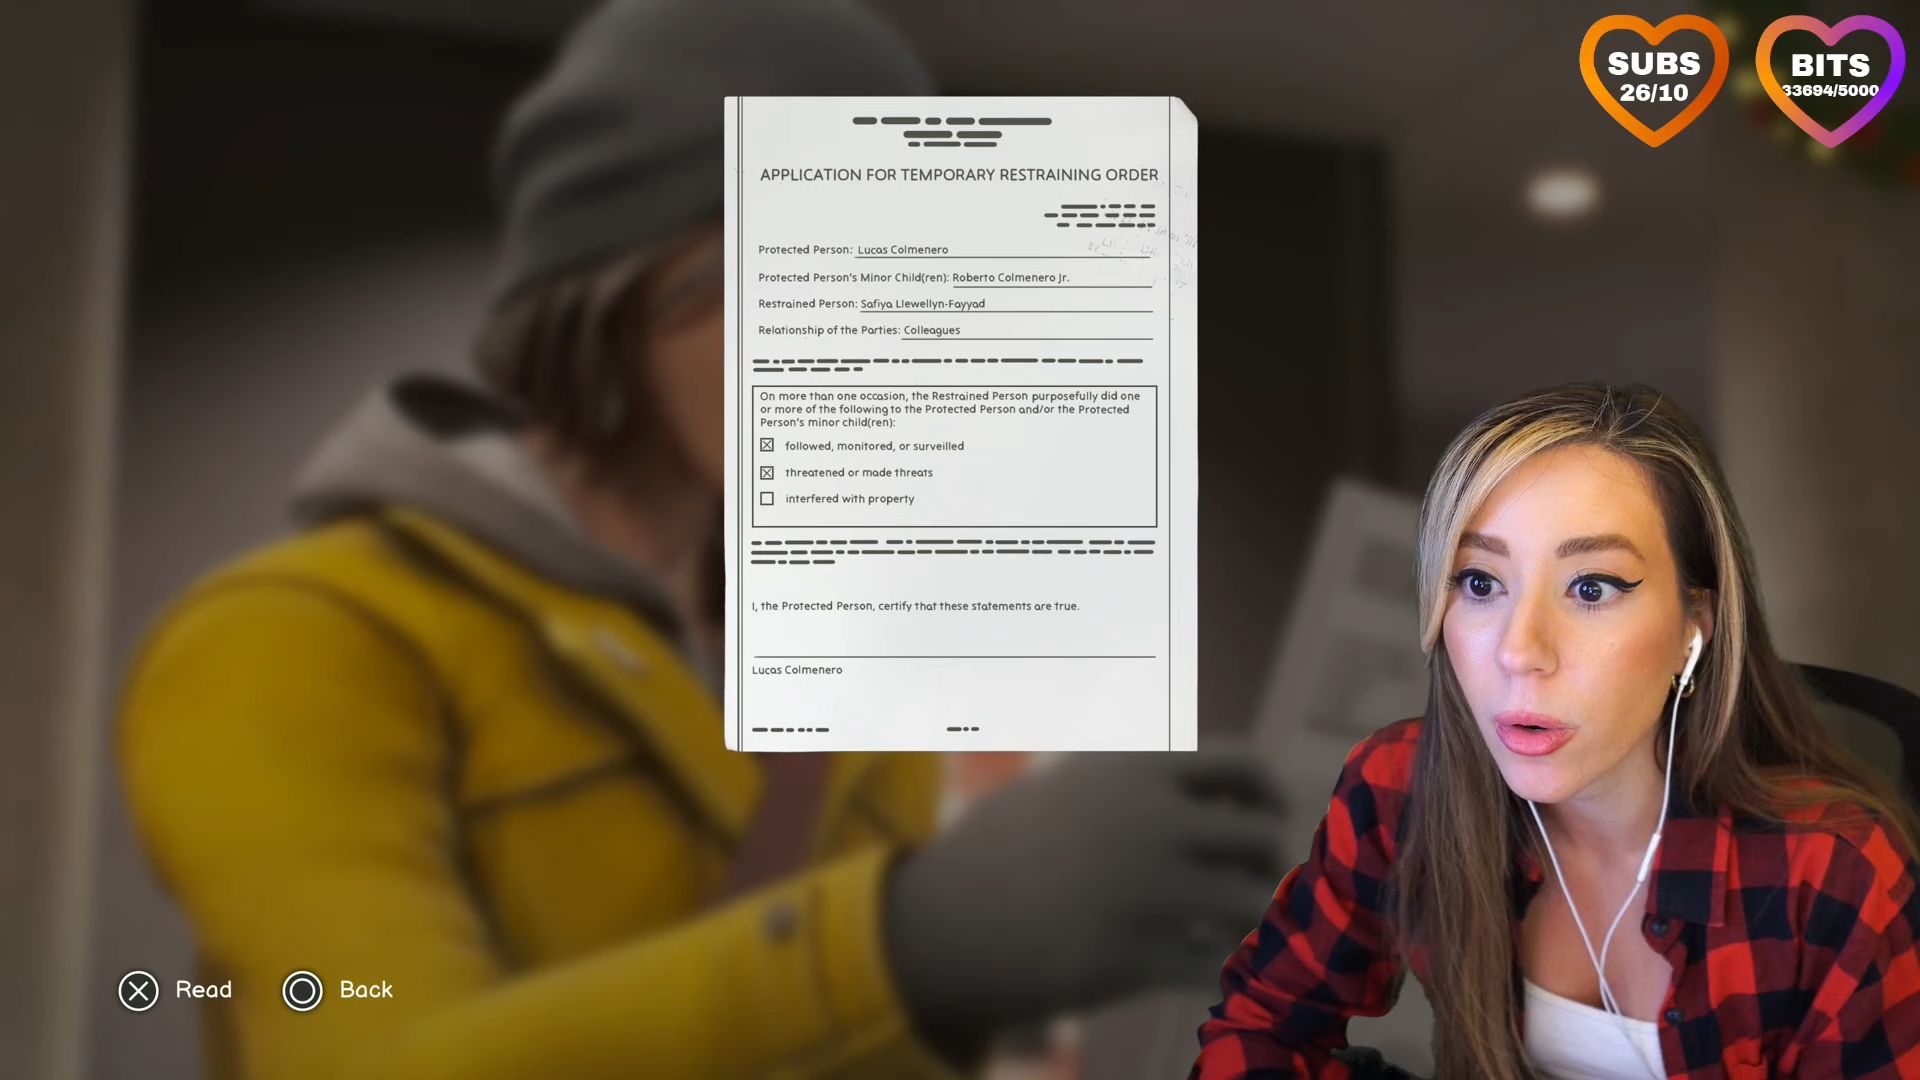 SUBS
26/10
BITS
33694/5000
APPLICATION FOR TEMPORARY RESTRAINING ORDER
Protected Person: Lucas Colmenero
Protected Person's Minor Child(ren): Roberto Colmenero Jr.
Restrained Person: Safiya Llewellyn-Fayyad
Relationship of the Parties: Colleagues
On more than one occasion, the Restrained Person purposefully did one
or more of the following to the Protected Person and/or the Protected
Person's minor child(ren):
followed, monitored, or surveilled
threatened or made threats
interfered with property
I, the Protected Person, certify that these statements are true.
Lucas Colmenero
Read
Back